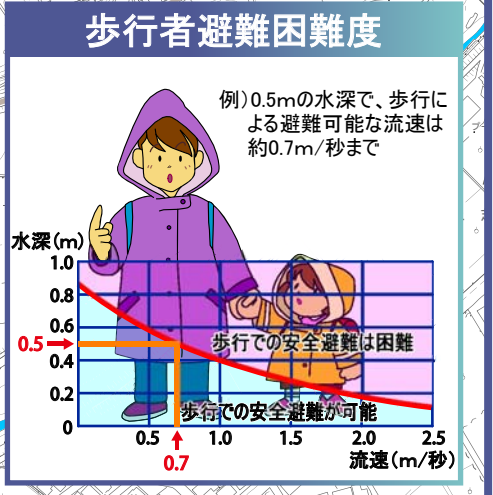 歩行者避難困難度
例）0.5mの水深で、歩行に
よる避難可能な流速は
約0.7m/秒まで
水深(m)
1.0
0.8
0.6
0.5
0.4
0.2
0
歩行での安全避難は困難
歩行での安全避難が可能
0.5 1.0 1.5 2.0 2.5
0.7
流速(m/秒)